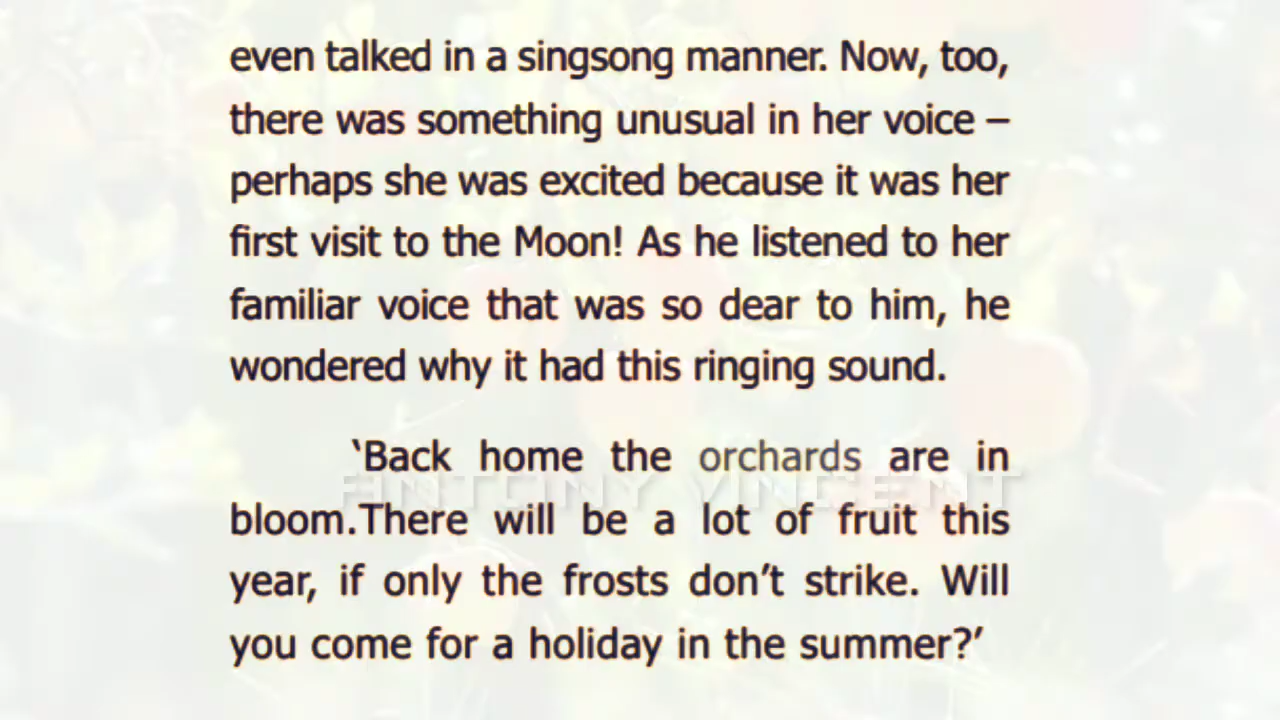 even talked in a singsong manner. Now, too,
there was something unusual in her voice –
perhaps she was excited because it was her
first visit to the Moon! As he listened to her
familiar voice that was so dear to him, he
wondered why it had this ringing sound.
‘Back home the orchards are in
ANTONY VINCENT
bloom.There will be a lot of fruit this
year, if only the frosts don’t strike. Will
you come for a holiday in the summer?’